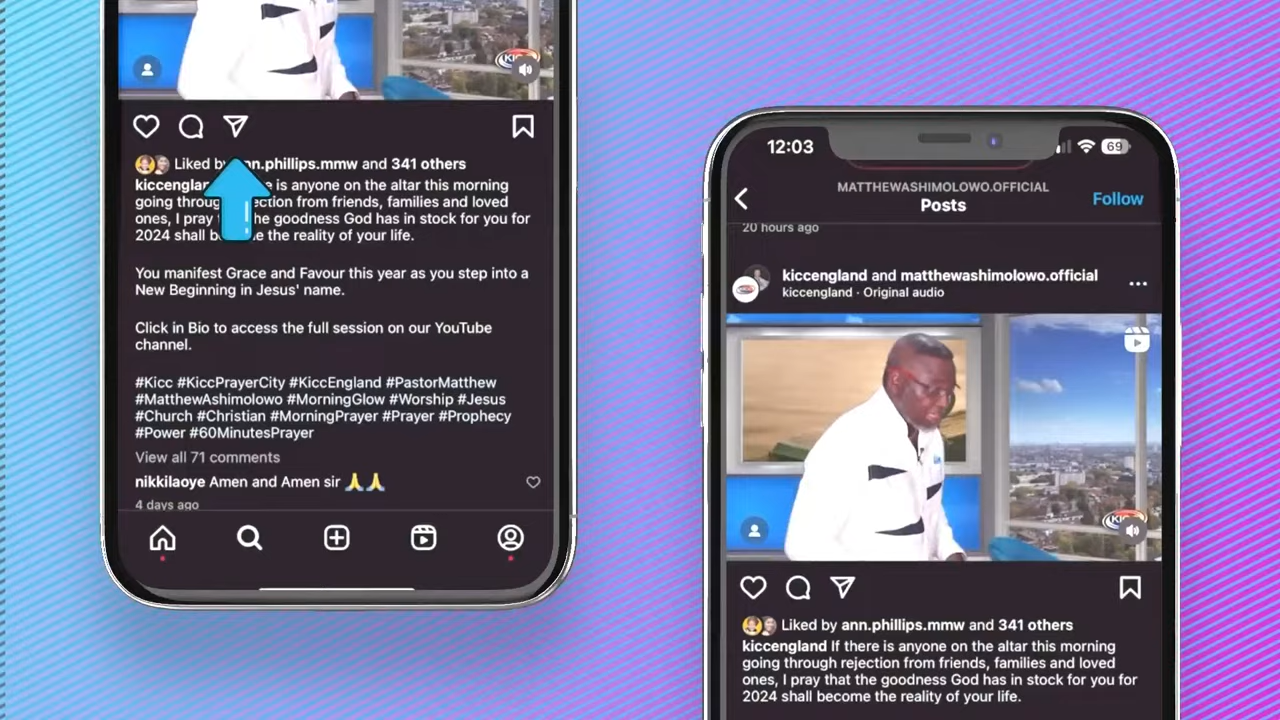 Liked by ann.phillips.mmw and 341 others
kiccengland is anyone on the altar this morning
going rejection from friends, families and loved
ones, I pray the goodness God has in stock for you for
2024 shall the reality of your life.
You manifest Grace and Favour this year as you step into a
New Beginning in Jesus' name.
Click in Bio to access the full session on our YouTube
channel.
#Kicc #KiccPrayerCity #KiccEngland #PastorMatthew
#MatthewAshimolowo #MorningGlow #Worship #Jesus
#Church #Christian #MorningPrayer #Prayer #Prophecy
#Power #60MinutesPrayer
View all 71 comments
nikkilaoye Amen and Amen sir 🙏🙏
4 days ago
12:03
69
MATTHEWASHIMOLOWO.OFFICIAL
Posts
Follow
20 hours ago
kiccengland and matthewashimolowo.official
kiccengland · Original audio
Liked by ann.phillips.mmw and 341 others
kiccengland If there is anyone on the altar this morning
going through rejection from friends, families and loved
ones, I pray that the goodness God has in stock for you for
2024 shall become the reality of your life.